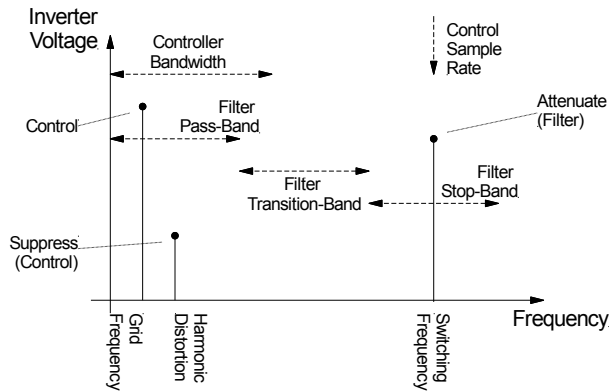 Inverter
Voltage
Controller
Bandwidth
Control
Sample
Rate
Control
Filter
Pass-Band
Attenuate
(Filter)
Filter
Transition-Band
Filter
Stop-Band
Suppress
(Control)
Frequency
Grid
Frequency
Harmonic
Distortion
Switching
Frequency